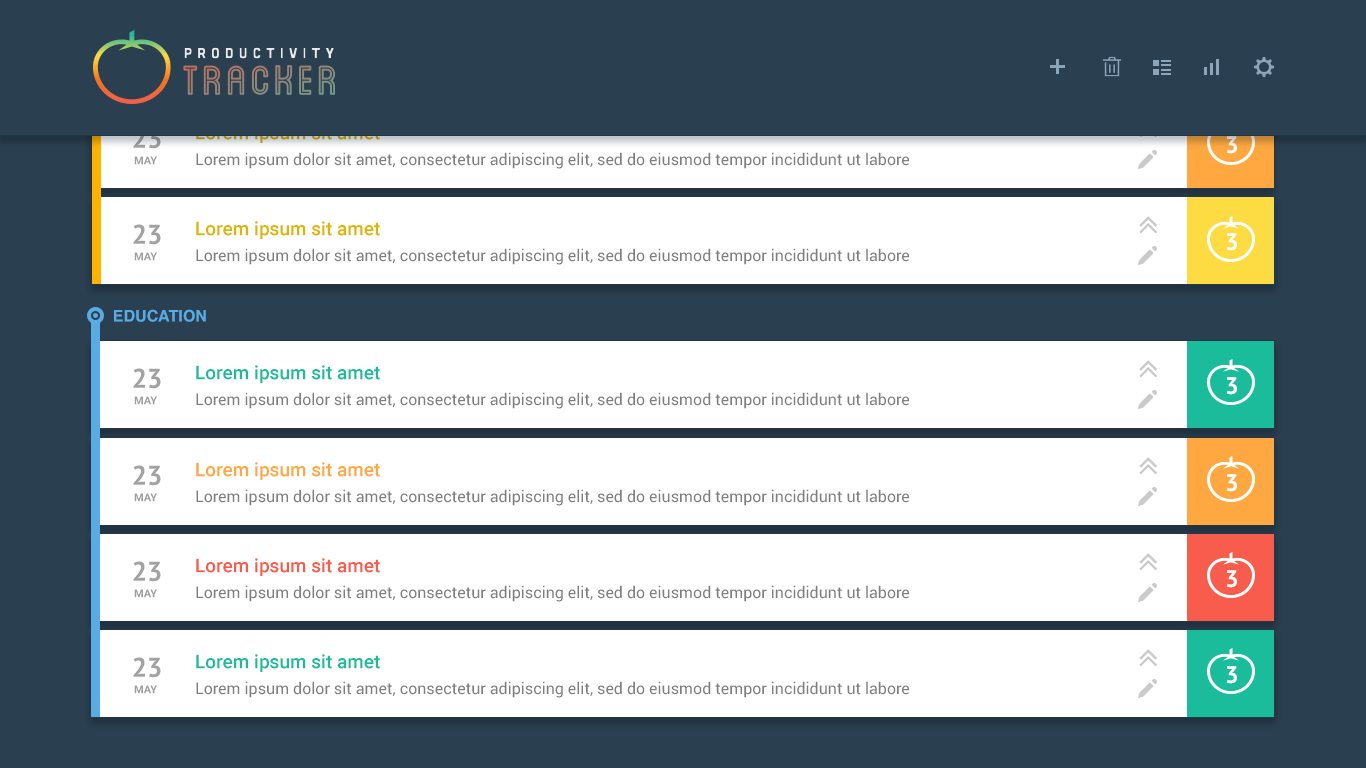 PRODUCTIVITY
TRACKER
23
Lorem ipsum sit amet
MAY
Lorem ipsum dolor sit amet, consectetur adipiscing elit, sed do eiusmod tempor incididunt ut labore
3
23
MAY
Lorem ipsum sit amet
Lorem ipsum dolor sit amet, consectetur adipiscing elit, sed do eiusmod tempor incididunt ut labore
3
EDUCATION
23
MAY
Lorem ipsum sit amet
Lorem ipsum dolor sit amet, consectetur adipiscing elit, sed do eiusmod tempor incididunt ut labore
3
23
MAY
Lorem ipsum sit amet
Lorem ipsum dolor sit amet, consectetur adipiscing elit, sed do eiusmod tempor incididunt ut labore
3
23
MAY
Lorem ipsum sit amet
Lorem ipsum dolor sit amet, consectetur adipiscing elit, sed do eiusmod tempor incididunt ut labore
3
23
MAY
Lorem ipsum sit amet
Lorem ipsum dolor sit amet, consectetur adipiscing elit, sed do eiusmod tempor incididunt ut labore
3